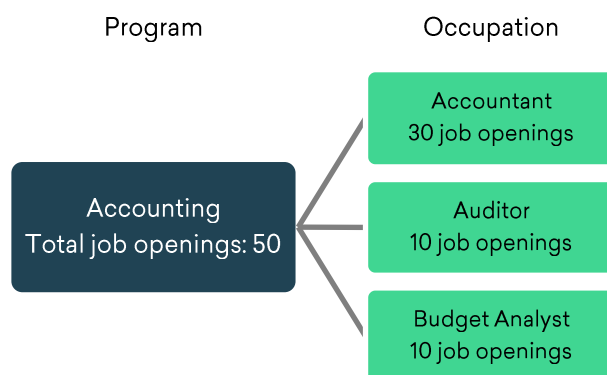 Program
Occupation
Accounting
Total job openings: 50
Accountant
30 job openings
Auditor
10 job openings
Budget Analyst
10 job openings